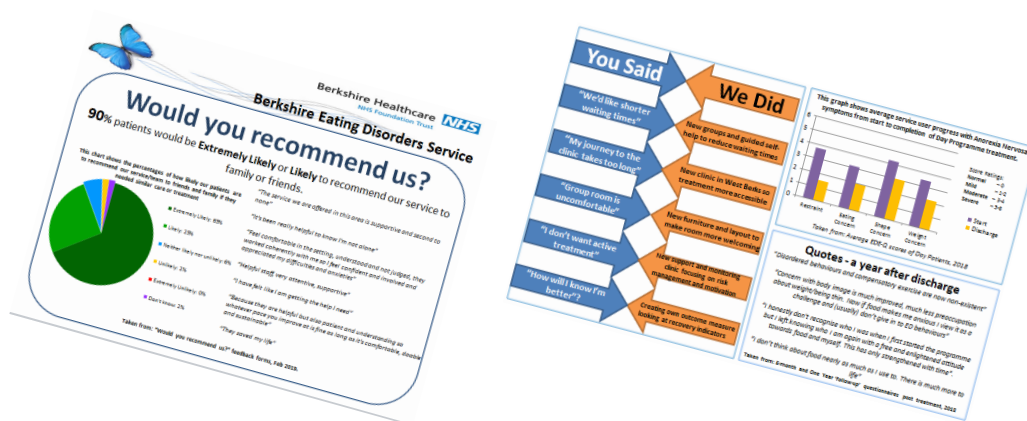 Berkshire Healthcare
NHS Foundation Trust
NHS
Berkshire Eating Disorders Service
Would you recommend us?
90% patients would be Extremely Likely or Likely to recommend our service to
family or friends.
This chart shows the percentages of how likely our patients are
to recommend our service/team to friends and family if they
needed similar care or treatment
Likely: 23%
Neither likely nor unlikely: 6%
Unlikely: 2%
Extremely Unlikely: 0%
Don't know: 2%
"The service we are offered in this area is supportive and second to
none"
"It's been really helpful to know I'm not alone"
"Feel comfortable in the setting, understood and not judged, they
worked coherently with me so I feel confident and involved and
appreciated my difficulties and anxieties"
"Helpful staff very attentive, supportive"
"I have felt like I am getting the help I need"
"Because they are helpful but also patient and understanding so
whatever pace you improve at is fine as long as it's comfortable, doable
and sustainable"
"They saved my life"
Taken from: "Would you recommend us?" feedback forms, Feb 2019.
You Said
We Did
"We'd like shorter
waiting times"
New groups and guided self-
help to reduce waiting times
"My journey to the
clinic takes too long"
New clinic in West Berks so
treatment more accessible
"Group room is
uncomfortable"
New furniture and layout to
make room more welcoming
"I don't want active
treatment"
New support and monitoring
clinic focusing on risk
management and motivation
"How will I know I'm
better"?
Creating own outcome measure
looking at recovery indicators
This graph shows average service user progress with Anorexia Nervosa
symptoms from start to completion of Day Programme treatment.
6
5
4
3
2
1
0
Restraint
Eating
Concern
Shape
Concern
Weight
Concern
Score Ratings:
Normal
Mild
Moderate
Severe
Start
Discharge
Taken from: Average EDE-Q scores of Day Patients, 2018
Quotes - a year after discharge
"Disordered behaviours and compensatory exercise are now non-existent"
"Concern with body image is much improved, much less preoccupation
about weight/being thin. Now if food makes me anxious I view it as a
challenge and (usually) don't give in to ED behaviours"
"I honestly don't recognise who I was when I first started the programme
but I left knowing who I am again with a free and enlightened attitude
towards food and myself. This has only strengthened with time".
"I don't think about food nearly as much as I use to. There is much more to
life"
Taken from: 6-month and One Year 'follow-up' questionnaires post treatment, 2018